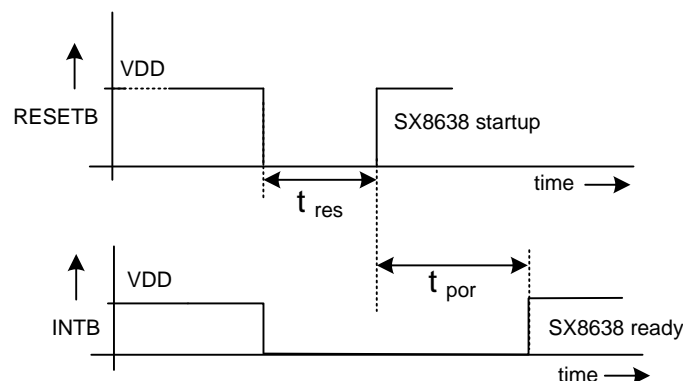 VDD
RESETB
SX8638 startup
time
t res
VDD
t por
INTB
SX8638 ready
time